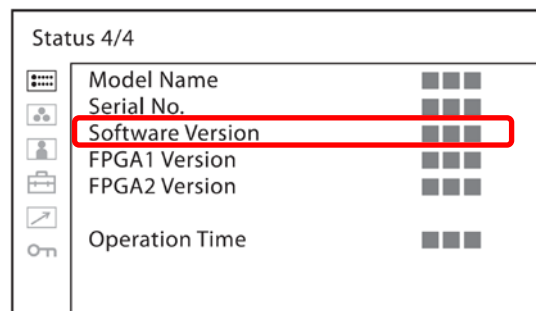 Status 4/4
Model Name
Serial No.
Software Version
FPGA1 Version
FPGA2 Version
Operation Time